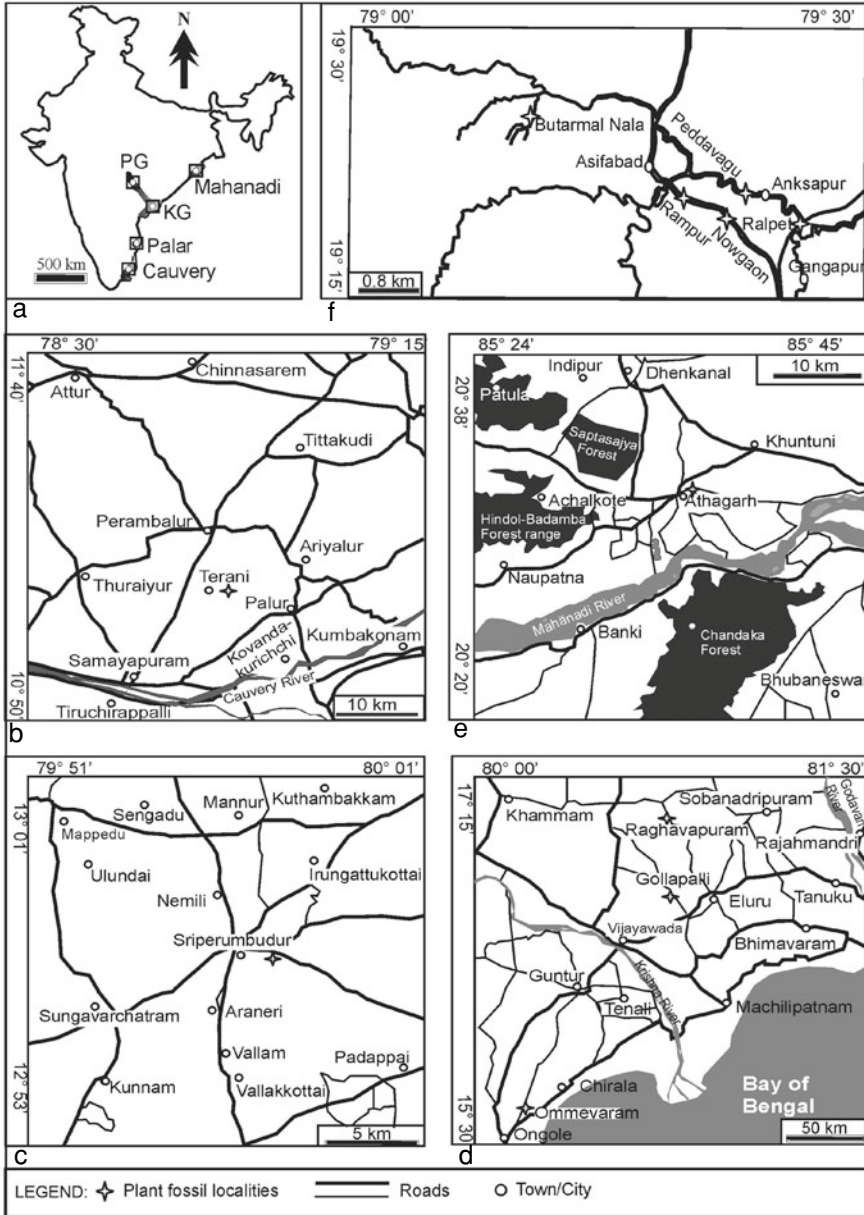 N
PG
Mahanadi
KG
Palar
500 km
Cauvery
a
79° 00'
79° 30'
19° 30'
Butarmal Nala
Peddavagu
Asifabad
Anksapur
Rampur
Ralpet
Nowgaon
19° 15'
0.8 km
Gangapur
f
78° 30'
79° 15'
11° 40'
Chinnasarem
Attur
Tittakudi
Perambalur
Ariyalur
Thuraiyur
Terani
Palur
Kovanda-
kurichchi
Kumbakonam
Samayapuram
Cauvery River
10° 50'
Tiruchirappalli
10 km
b
85° 24'
85° 45'
10 km
20° 38'
Indipur
Dhenkanal
Patula
Saptasajya
Forest
Khuntuni
Achalkote
Athagarh
Hindol-Badamba
Forest range
Naupatna
Mahanadi River
Banki
Chandaka
Forest
20° 20'
Bhubaneswar
e
79° 51'
80° 01'
13° 01'
Kuthambakkam
Sengadu
Mannur
Mappedu
Ulundai
Irungattukottai
Nemili
Sriperumbudur
Sungavarchatram
Araneri
Vallam
Padappai
12° 53'
Kunnam
Vallakkottai
5 km
c
80° 00'
81° 30'
17° 15'
Khammam
Sobanadripuram
Godavari
River
Raghavapuram
Rajahmandri
Gollapalli
Eluru
Tanuku
Vijayawada
Bhimavaram
Guntur
Krishna River
Tenali
Machilipatnam
Chirala
Bay of
Bengal
15° 30'
Ommevaram
Ongole
50 km
d
LEGEND: Plant fossil localities Roads Town/City